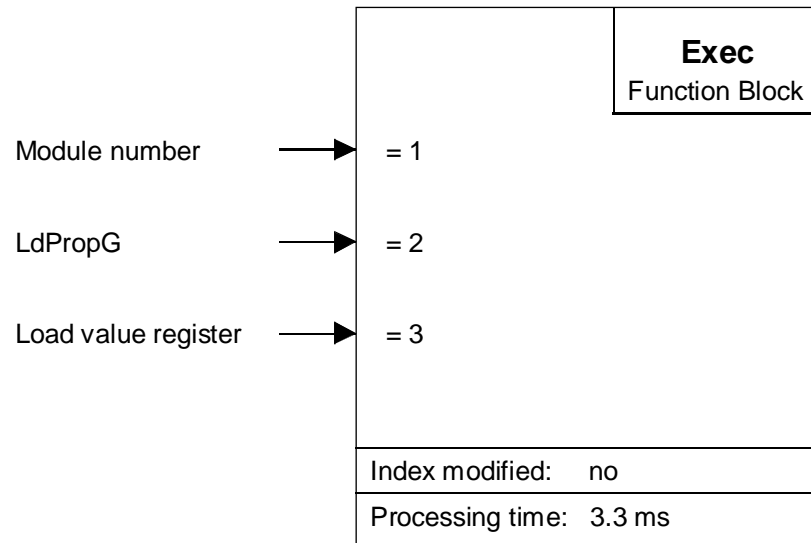 Exec
Function Block
Module number = 1
LdPropG = 2
Load value register = 3
Index modified: no
Processing time: 3.3 ms